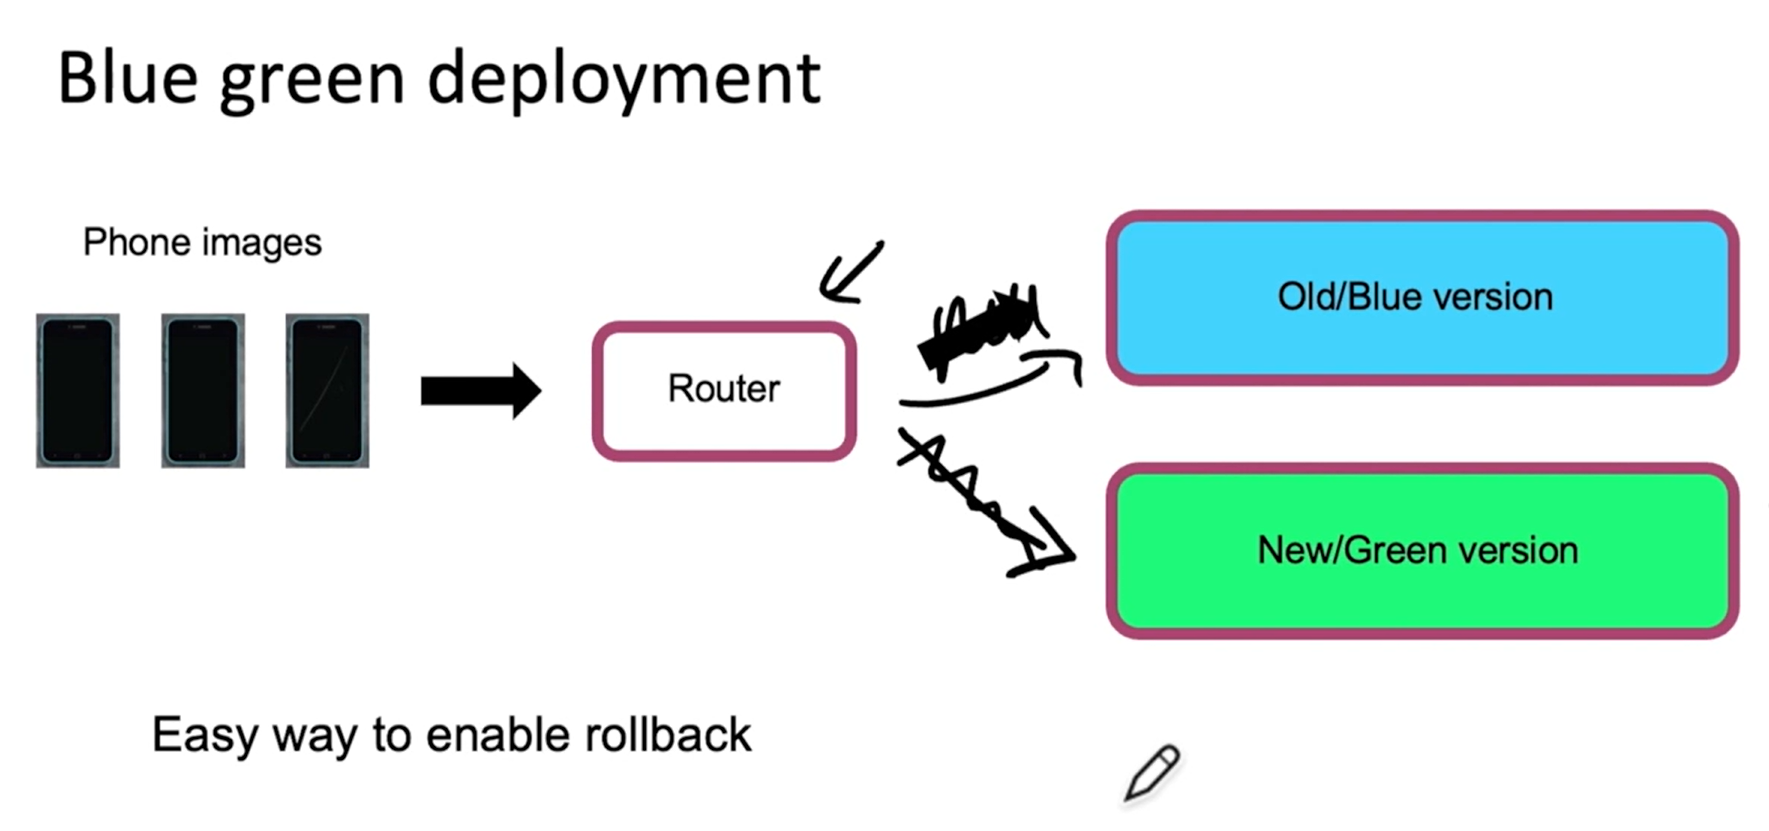 Blue green deployment
Phone images
Router
Old/Blue version
New/Green version
Easy way to enable rollback